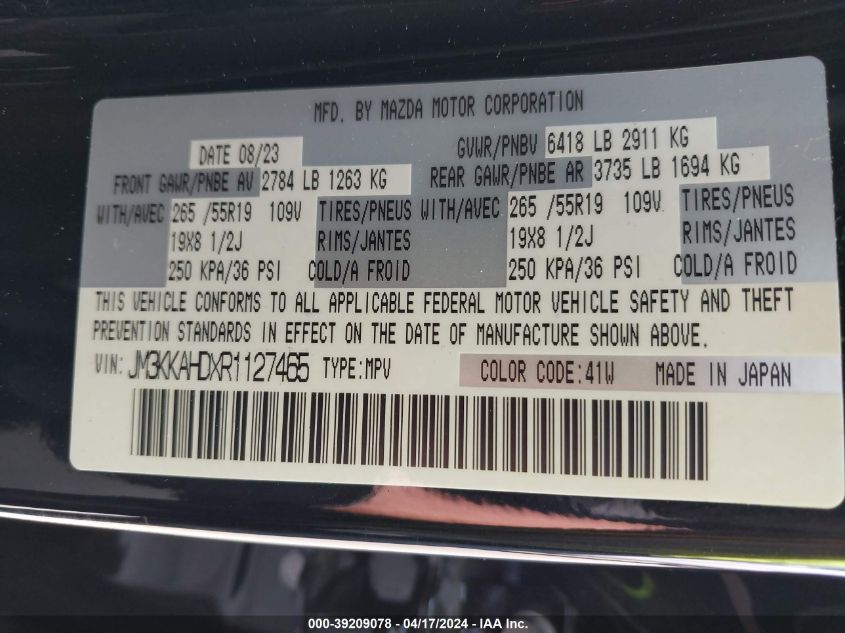 MFD. BY MAZDA MOTOR CORPORATION
DATE 08/23 GVWR/PNBV 6418 LB 2911 KG
FRONT GAWR/PNBE AV 2784 LB 1263 KG REAR GAWR/PNBE AR 3735 LB 1694 KG
WITH/AVEC 265 /55R19 109V TIRES/PNEUS WITH/AVEC 265 /55R19 109V TIRES/PNEUS
19X8 1/2J RIMS/JANTES 19X8 1/2J RIMS/JANTES
250 KPA/36 PSI COLD/A FROID 250 KPA/36 PSI COLD/A FROID
THIS VEHICLE CONFORMS TO ALL APPLICABLE FEDERAL MOTOR VEHICLE SAFETY AND THEFT
PREVENTION STANDARDS IN EFFECT ON THE DATE OF MANUFACTURE SHOWN ABOVE.
VIN: JM3KKAHDXR1127465 TYPE:MPV COLOR CODE:41W MADE IN JAPAN
000-39209078 - 04/17/2024 - IAA Inc.